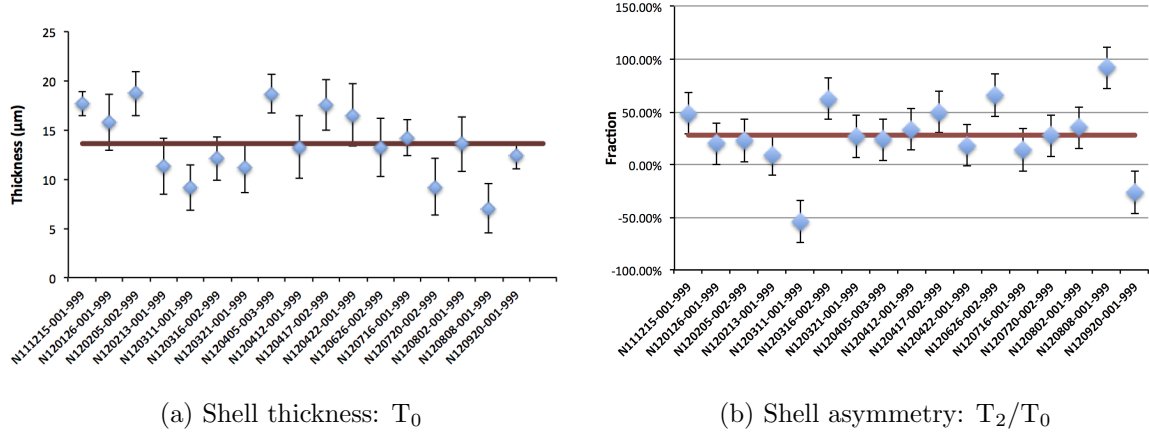 25
20
15
10
5
0
Thickness (µm)
N111215-001-999
N120126-001-999
N120205-002-999
N120213-001-999
N120311-001-999
N120316-002-999
N120321-001-999
N120405-003-999
N120412-001-999
N120417-002-999
N120422-001-999
N120626-002-999
N120716-001-999
N120720-002-999
N120802-001-999
N120808-001-999
N120920-001-999
(a) Shell thickness: T₀
150.00%
100.00%
50.00%
0.00%
-50.00%
-100.00%
Fraction
N111215-001-999
N120126-001-999
N120205-002-999
N120213-001-999
N120311-001-999
N120316-002-999
N120321-001-999
N120405-003-999
N120412-001-999
N120417-002-999
N120422-001-999
N120626-002-999
N120716-001-999
N120720-002-999
N120802-001-999
N120808-001-999
N120920-001-999
(b) Shell asymmetry: T₂/T₀